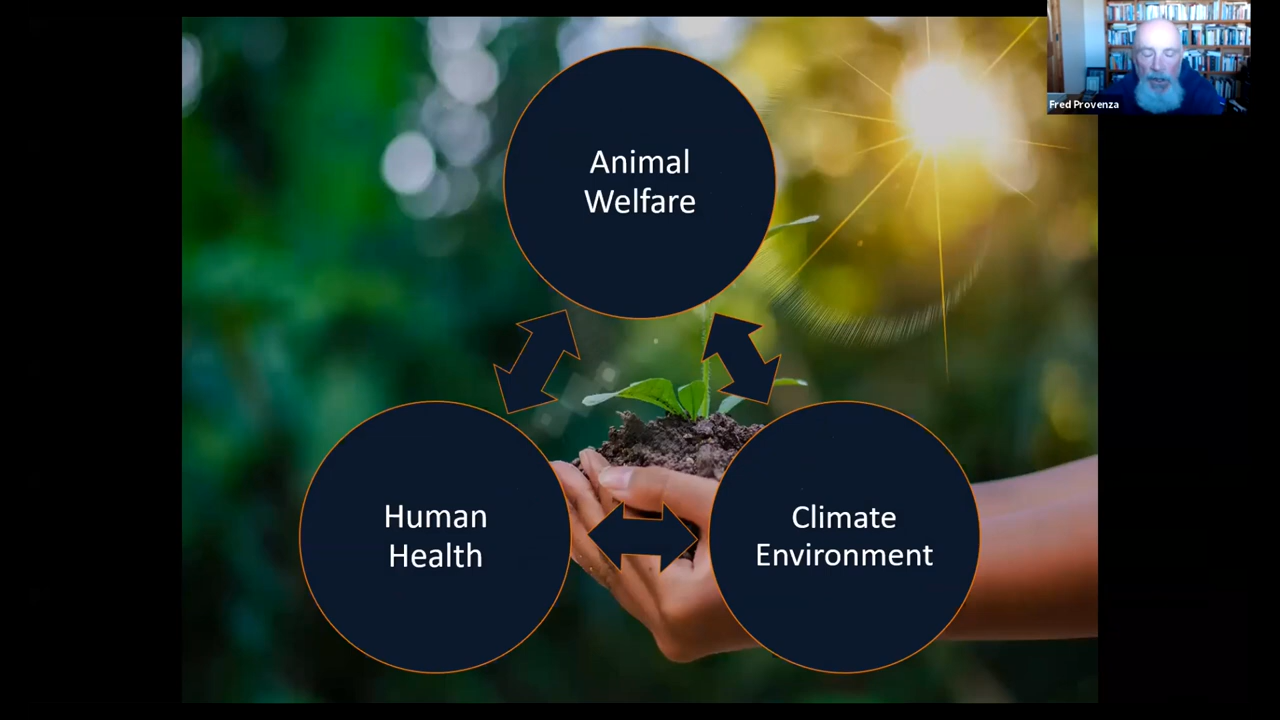 Fred Provenza
Animal
Welfare
Human
Health
Climate
Environment